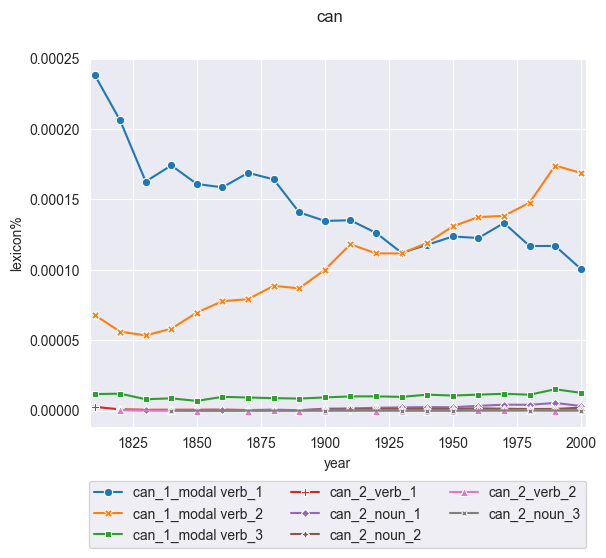 can
0.00025
0.00020
0.00015
0.00010
0.00005
0.00000
lexicon%
1825 1850 1875 1900 1925 1950 1975 2000
year
can_1_modal verb_1 can_2_verb_1 can_2_verb_2
can_1_modal verb_2 can_2_noun_1 can_2_noun_3
can_1_modal verb_3 can_2_noun_2